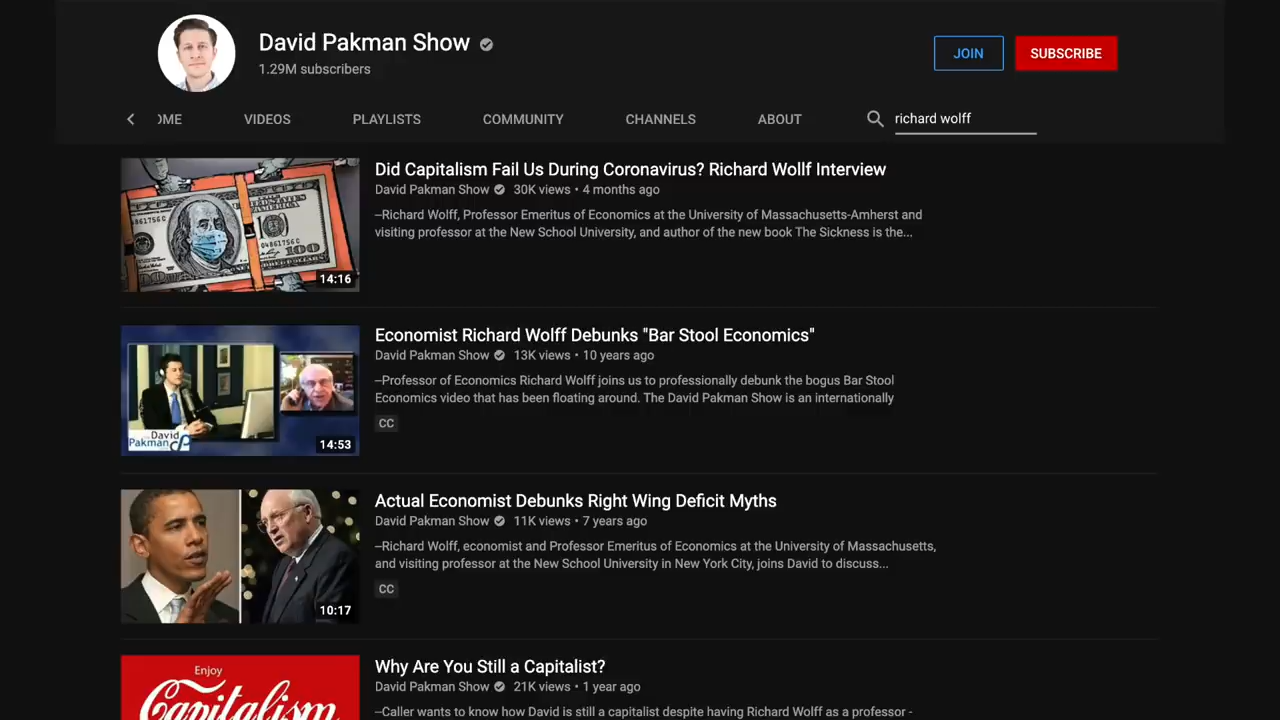 David Pakman Show
1.29M subscribers
JOIN
SUBSCRIBE
OME
VIDEOS
PLAYLISTS
COMMUNITY
CHANNELS
ABOUT
richard wolff
14:16
Did Capitalism Fail Us During Coronavirus? Richard Wollf Interview
David Pakman Show 30K views • 4 months ago
–Richard Wolff, Professor Emeritus of Economics at the University of Massachusetts-Amherst and
visiting professor at the New School University, and author of the new book The Sickness is the...
David
Pakman
14:53
Economist Richard Wolff Debunks "Bar Stool Economics"
David Pakman Show 13K views • 10 years ago
–Professor of Economics Richard Wolff joins us to professionally debunk the bogus Bar Stool
Economics video that has been floating around. The David Pakman Show is an internationally
CC
10:17
Actual Economist Debunks Right Wing Deficit Myths
David Pakman Show 11K views • 7 years ago
–Richard Wolff, economist and Professor Emeritus of Economics at the University of Massachusetts,
and visiting professor at the New School University in New York City, joins David to discuss...
CC
Enjoy
Capitalism
Why Are You Still a Capitalist?
David Pakman Show 21K views • 1 year ago
–Caller wants to know how David is still a capitalist despite having Richard Wolff as a professor -